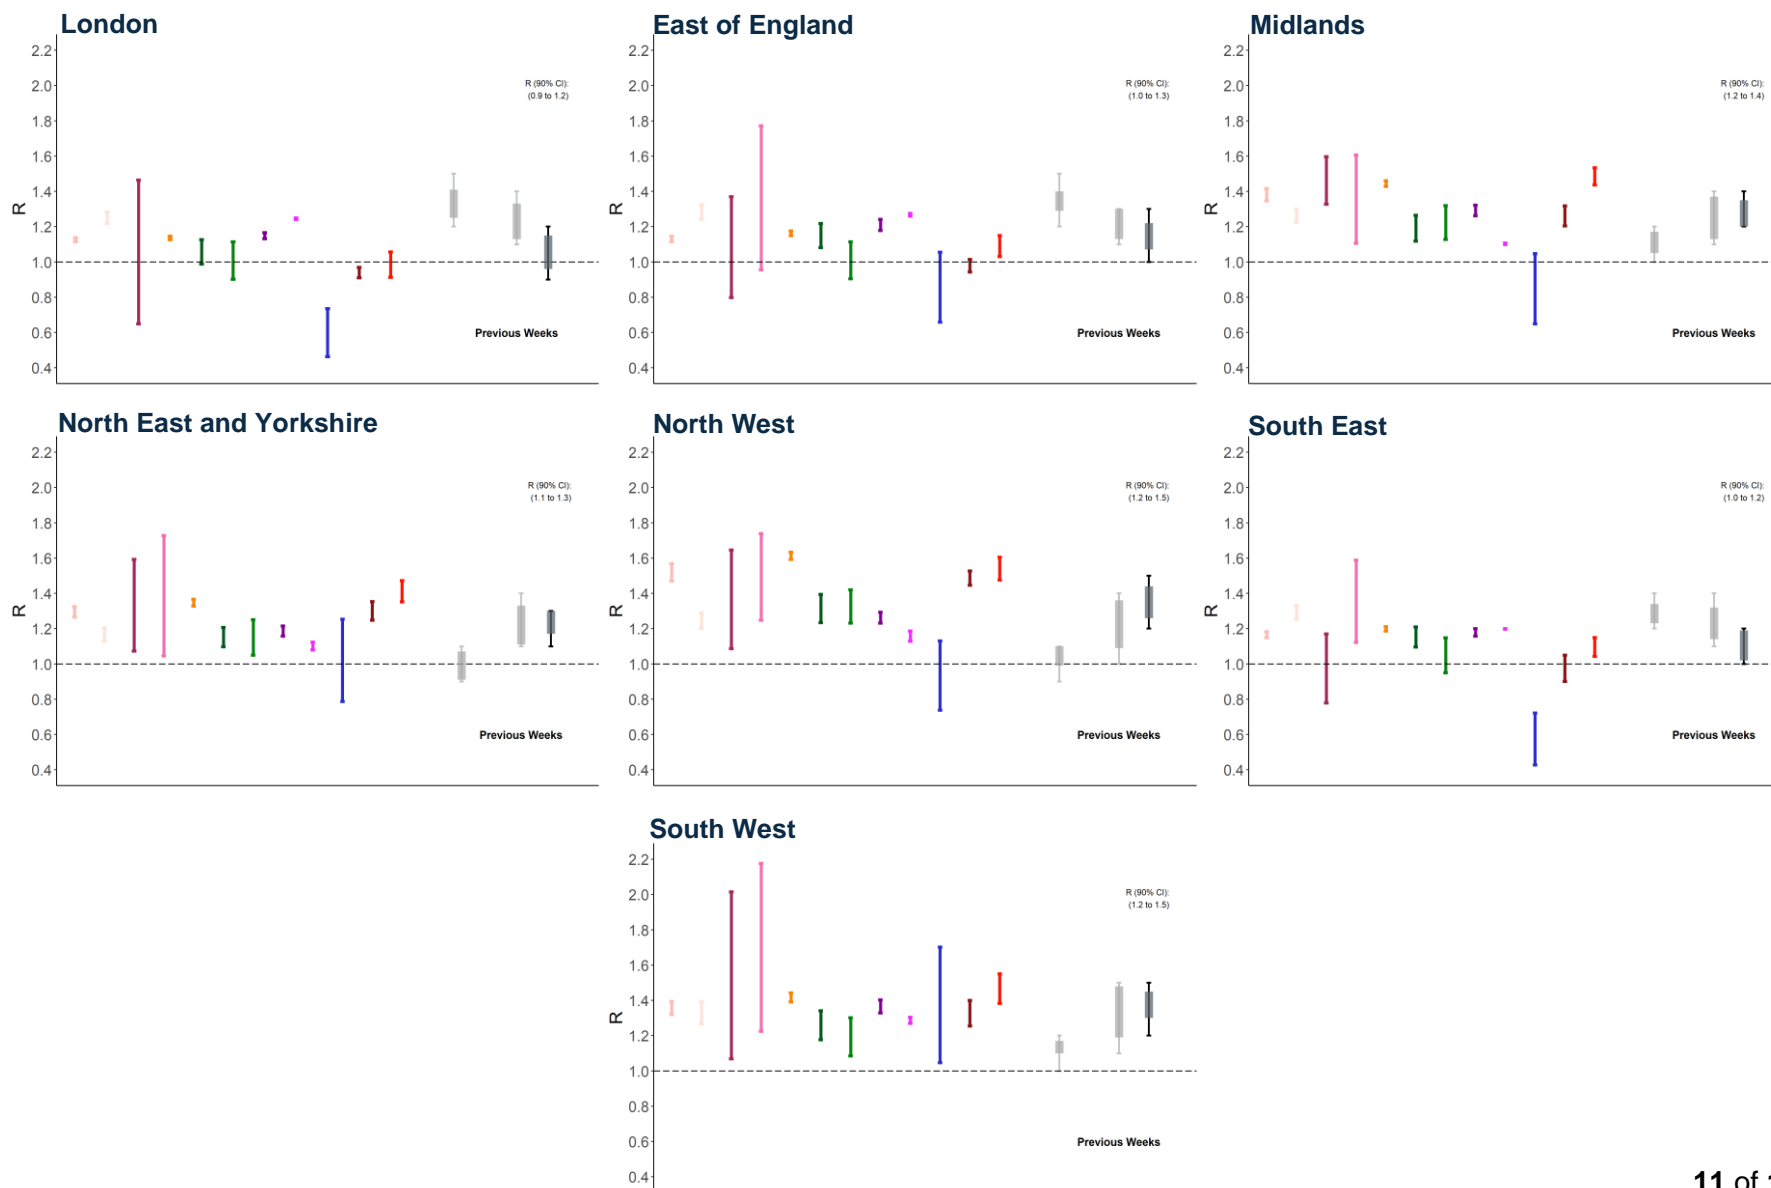 London
2.2
2.0
1.8
1.6
1.4
1.2
1.0
0.8
0.6
0.4
R
R (90% CI):
(0.9 to 1.2)
Previous Weeks
East of England
2.2
2.0
1.8
1.6
1.4
1.2
1.0
0.8
0.6
0.4
R
R (90% CI):
(1.0 to 1.3)
Previous Weeks
Midlands
2.2
2.0
1.8
1.6
1.4
1.2
1.0
0.8
0.6
0.4
R
R (90% CI):
(1.2 to 1.4)
Previous Weeks
North East and Yorkshire
2.2
2.0
1.8
1.6
1.4
1.2
1.0
0.8
0.6
0.4
R
R (90% CI):
(1.1 to 1.3)
Previous Weeks
North West
2.2
2.0
1.8
1.6
1.4
1.2
1.0
0.8
0.6
0.4
R
R (90% CI):
(1.2 to 1.5)
Previous Weeks
South East
2.2
2.0
1.8
1.6
1.4
1.2
1.0
0.8
0.6
0.4
R
R (90% CI):
(1.0 to 1.2)
Previous Weeks
South West
2.2
2.0
1.8
1.6
1.4
1.2
1.0
0.8
0.6
0.4
R
R (90% CI):
(1.2 to 1.5)
Previous Weeks
11 of